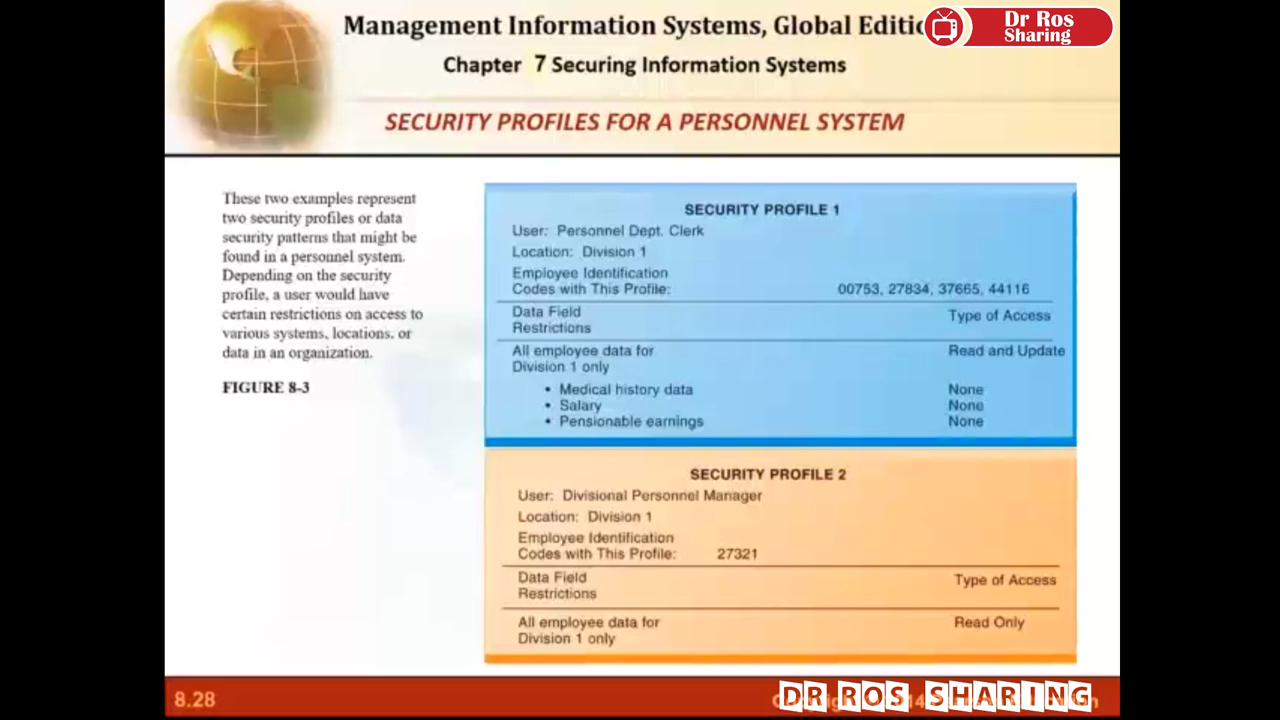 Management Information Systems, Global Editio
Dr Ros
Sharing
Chapter 7 Securing Information Systems
SECURITY PROFILES FOR A PERSONNEL SYSTEM
These two examples represent
two security profiles or data
security patterns that might be
found in a personnel system.
Depending on the security
profile, a user would have
certain restrictions on access to
various systems, locations, or
data in an organization.
FIGURE 8-3
SECURITY PROFILE 1
User: Personnel Dept. Clerk
Location: Division 1
Employee Identification
Codes with This Profile: 00753, 27834, 37665, 44116
Data Field Type of Access
Restrictions
All employee data for Read and Update
Division 1 only
• Medical history data None
• Salary None
• Pensionable earnings None
SECURITY PROFILE 2
User: Divisional Personnel Manager
Location: Division 1
Employee Identification
Codes with This Profile: 27321
Data Field Type of Access
Restrictions
All employee data for Read Only
Division 1 only
8.28
DR ROS SHARING